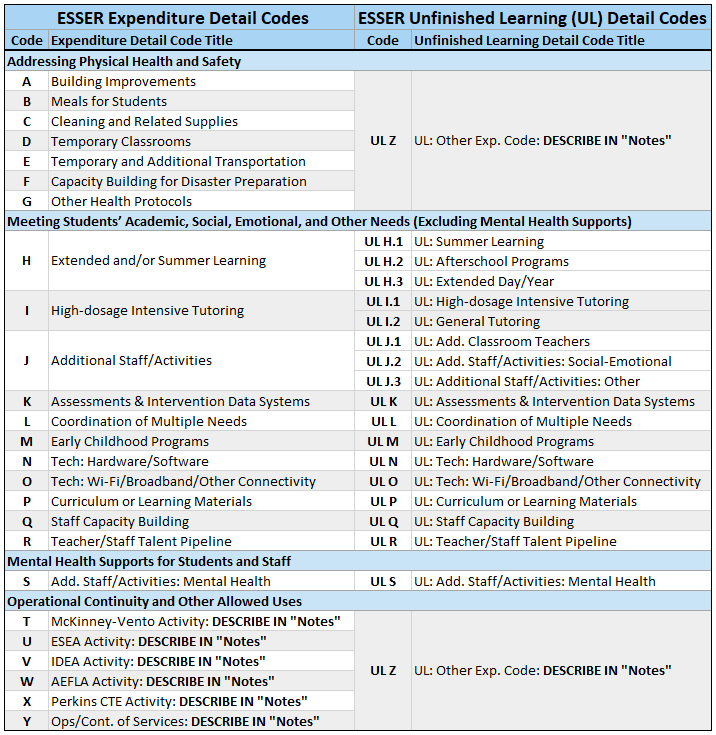 ESSER Expenditure Detail Codes ESSER Unfinished Learning (UL) Detail Codes
Code Expenditure Detail Code Title Code Unfinished Learning Detail Code Title
Addressing Physical Health and Safety
A Building Improvements
B Meals for Students
C Cleaning and Related Supplies
D Temporary Classrooms UL Z UL: Other Exp. Code: DESCRIBE IN "Notes"
E Temporary and Additional Transportation
F Capacity Building for Disaster Preparation
G Other Health Protocols
Meeting Students’ Academic, Social, Emotional, and Other Needs (Excluding Mental Health Supports)
UL H.1 UL: Summer Learning
H Extended and/or Summer Learning UL H.2 UL: Afterschool Programs
UL H.3 UL: Extended Day/Year
I High-dosage Intensive Tutoring UL I.1 UL: High-dosage Intensive Tutoring
UL I.2 UL: General Tutoring
UL J.1 UL: Add. Classroom Teachers
J Additional Staff/Activities UL J.2 UL: Add. Staff/Activities: Social-Emotional
UL J.3 UL: Additional Staff/Activities: Other
K Assessments & Intervention Data Systems UL K UL: Assessments & Intervention Data Systems
L Coordination of Multiple Needs UL L UL: Coordination of Multiple Needs
M Early Childhood Programs UL M UL: Early Childhood Programs
N Tech: Hardware/Software UL N UL: Tech: Hardware/Software
O Tech: Wi-Fi/Broadband/Other Connectivity UL O UL: Tech: Wi-Fi/Broadband/Other Connectivity
P Curriculum or Learning Materials UL P UL: Curriculum or Learning Materials
Q Staff Capacity Building UL Q UL: Staff Capacity Building
R Teacher/Staff Talent Pipeline UL R UL: Teacher/Staff Talent Pipeline
Mental Health Supports for Students and Staff
S Add. Staff/Activities: Mental Health UL S UL: Add. Staff/Activities: Mental Health
Operational Continuity and Other Allowed Uses
T McKinney-Vento Activity: DESCRIBE IN "Notes"
U ESEA Activity: DESCRIBE IN "Notes"
V IDEA Activity: DESCRIBE IN "Notes" UL Z UL: Other Exp. Code: DESCRIBE IN "Notes"
W AEFLA Activity: DESCRIBE IN "Notes"
X Perkins CTE Activity: DESCRIBE IN "Notes"
Y Ops/Cont. of Services: DESCRIBE IN "Notes"